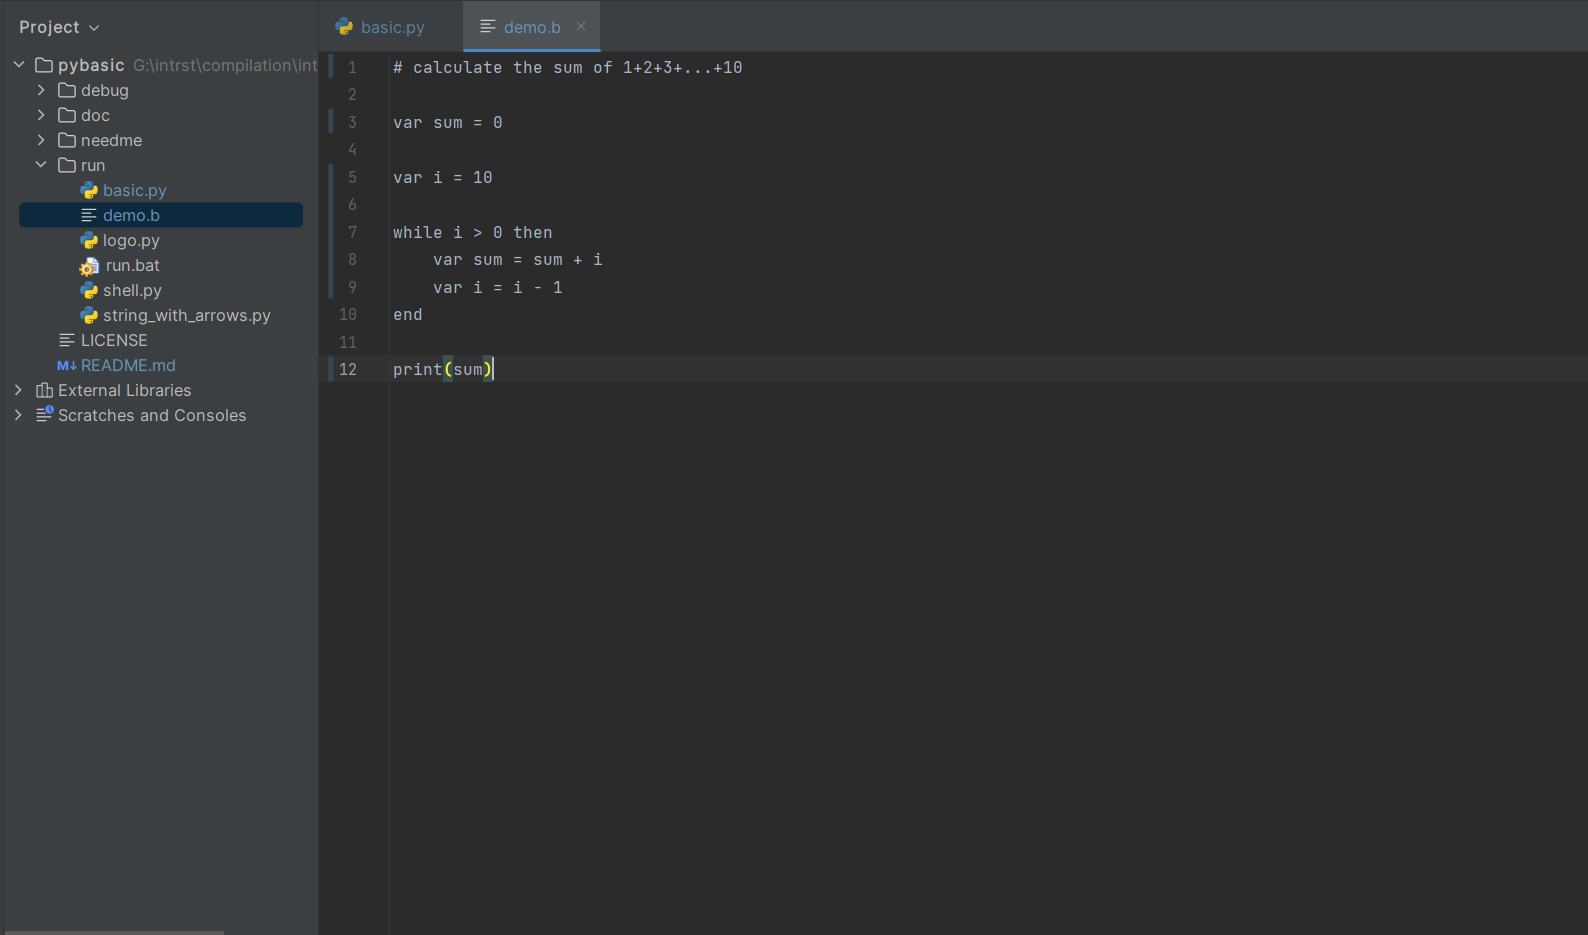 Project
pybasic G:\intrst\compilation\int
debug
doc
needme
run
basic.py
demo.b
logo.py
run.bat
shell.py
string_with_arrows.py
LICENSE
M↓ README.md
External Libraries
Scratches and Consoles
basic.py demo.b
1 # calculate the sum of 1+2+3+...+10
2
3 var sum = 0
4
5 var i = 10
6
7 while i > 0 then
8     var sum = sum + i
9     var i = i - 1
10 end
11
12 print(sum)